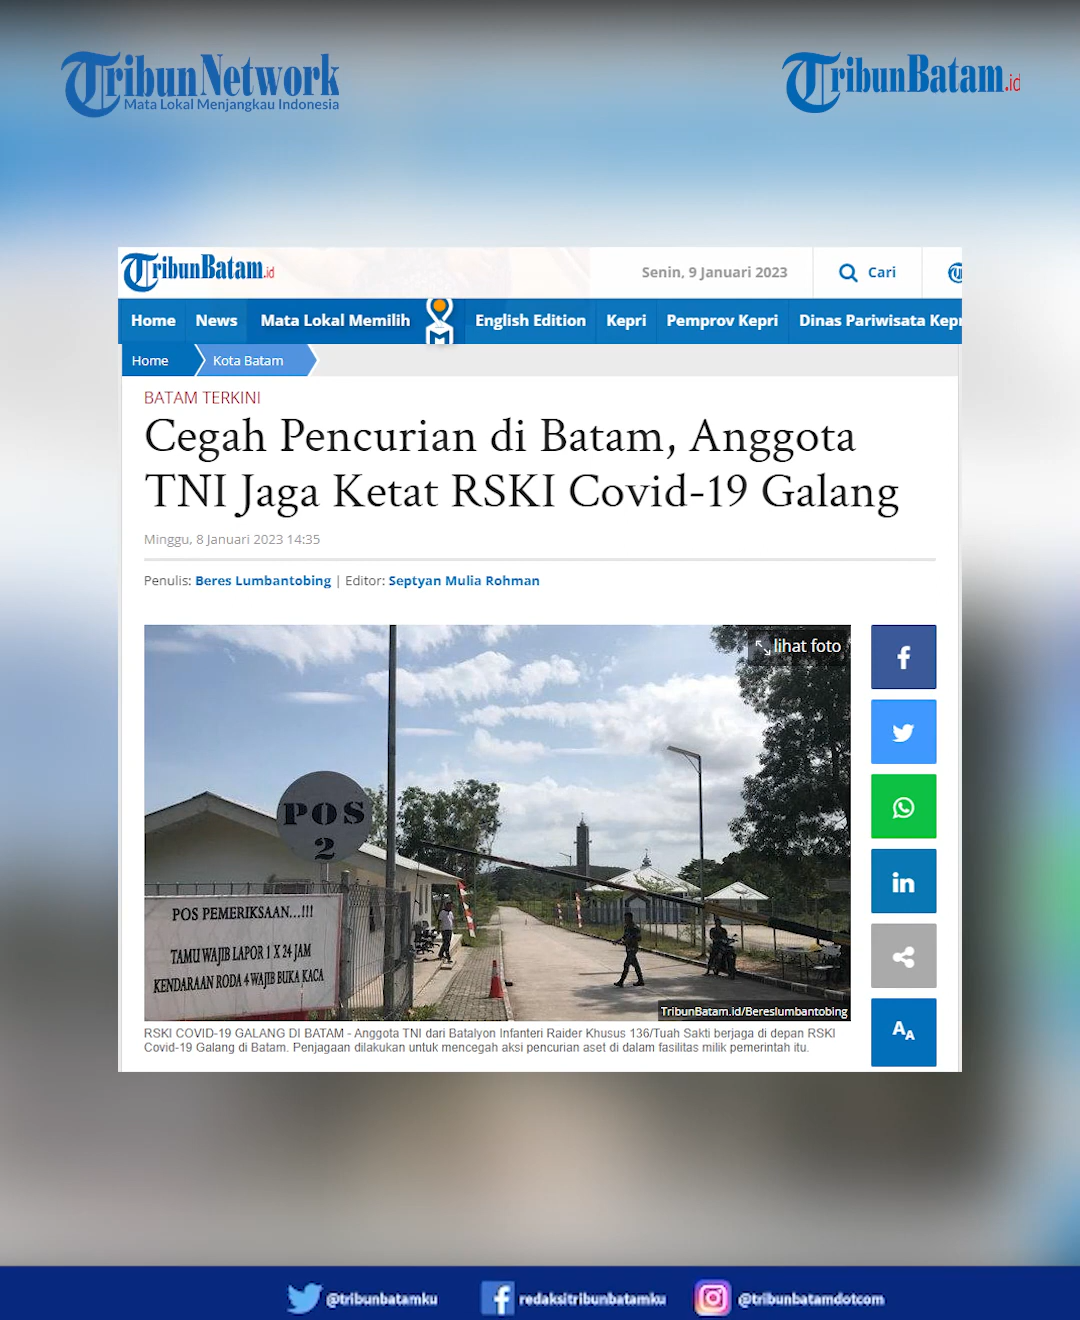 TribunNetwork
Mata Lokal Menjangkau Indonesia
TribunBatam.id
TribunBatam.id
Senin, 9 Januari 2023
Cari
Home
News
Mata Lokal Memilih
English Edition
Kepri
Pemprov Kepri
Dinas Pariwisata Kepr
Home
Kota Batam
BATAM TERKINI
Cegah Pencurian di Batam, Anggota
TNI Jaga Ketat RSKI Covid-19 Galang
Minggu, 8 Januari 2023 14:35
Penulis: Beres Lumbantobing | Editor: Septyan Mulia Rohman
lihat foto
POS
2
POS PEMERIKSAAN...!!!
TAMU WAJIB LAPOR 1 X 24 JAM
KENDARAAN RODA 4 WAJIB BUKA KACA
TribunBatam.id/Bereslumbantobing
RSKI COVID-19 GALANG DI BATAM - Anggota TNI dari Batalyon Infanteri Raider Khusus 136/Tuah Sakti berjaga di depan RSKI
Covid-19 Galang di Batam. Penjagaan dilakukan untuk mencegah aksi pencurian aset di dalam fasilitas milik pemerintah itu.
AA
@tribunbatamku
redaksitribunbatamku
@tribunbatamdotcom